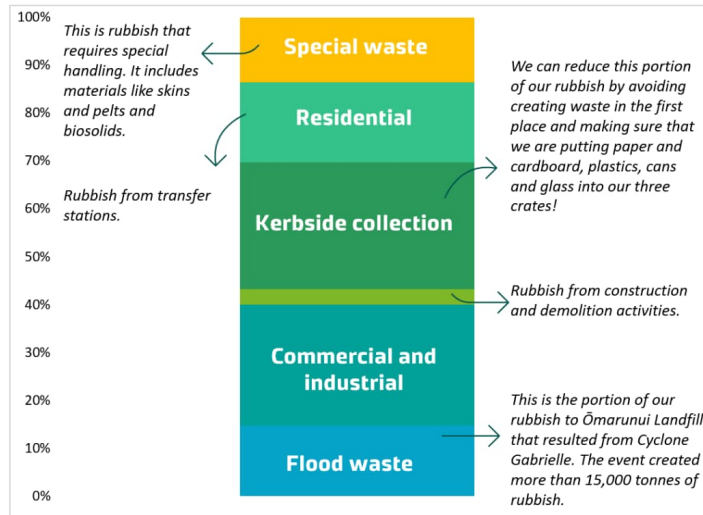 100%
90%
80%
70%
60%
50%
40%
30%
20%
10%
0%
This is rubbish that
requires special
handling. It includes
materials like skins
and pelts and
biosolids.
Rubbish from transfer
stations.
Special waste
Residential
Kerbside collection
Commercial and
industrial
Flood waste
We can reduce this portion
of our rubbish by avoiding
creating waste in the first
place and making sure that
we are putting paper and
cardboard, plastics, cans
and glass into our three
crates!
Rubbish from construction
and demolition activities.
This is the portion of our
rubbish to Ōmarunui Landfill
that resulted from Cyclone
Gabrielle. The event created
more than 15,000 tonnes of
rubbish.